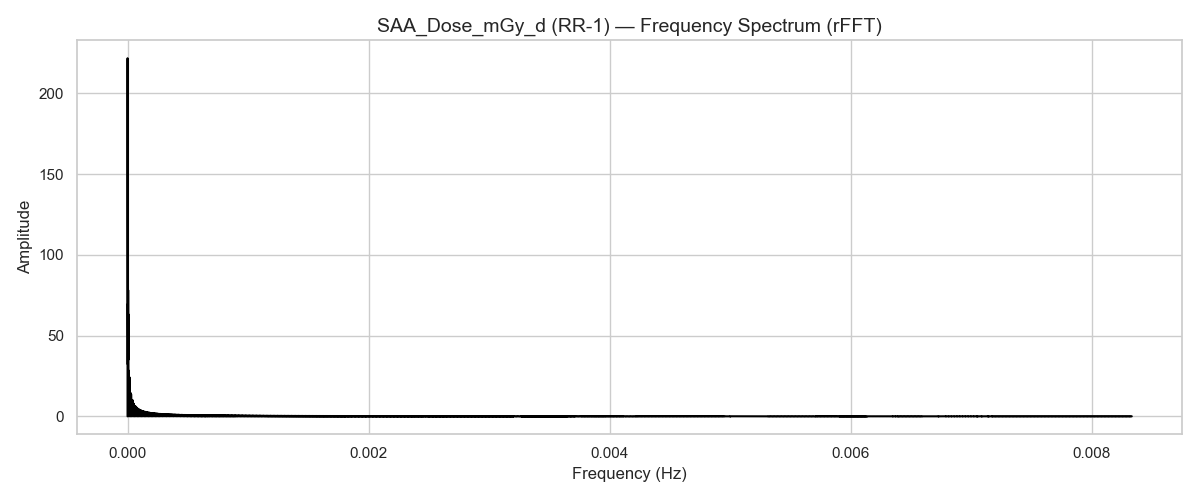 SAA_Dose_mGy_d (RR-1) — Frequency Spectrum (rFFT)
200
150
100
50
0
Amplitude
0.000 0.002 0.004 0.006 0.008
Frequency (Hz)